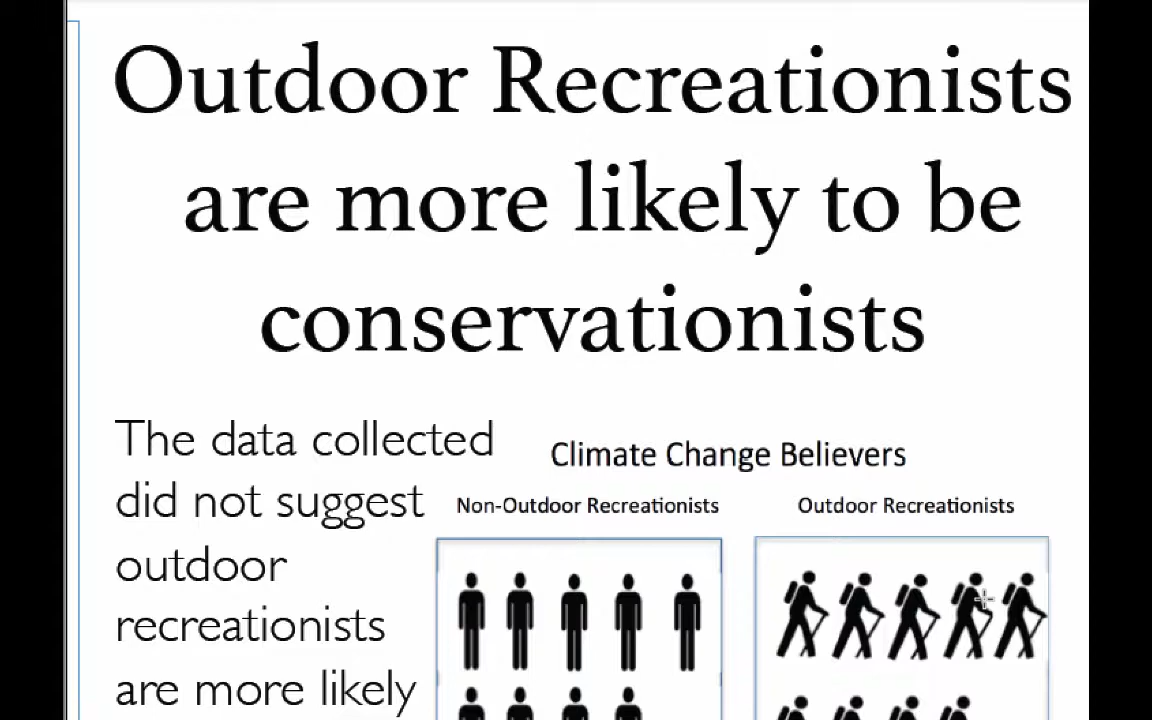 Outdoor Recreationists
are more likely to be
conservationists
The data collected
did not suggest
outdoor
recreationists
are more likely
Climate Change Believers
Non-Outdoor Recreationists
Outdoor Recreationists